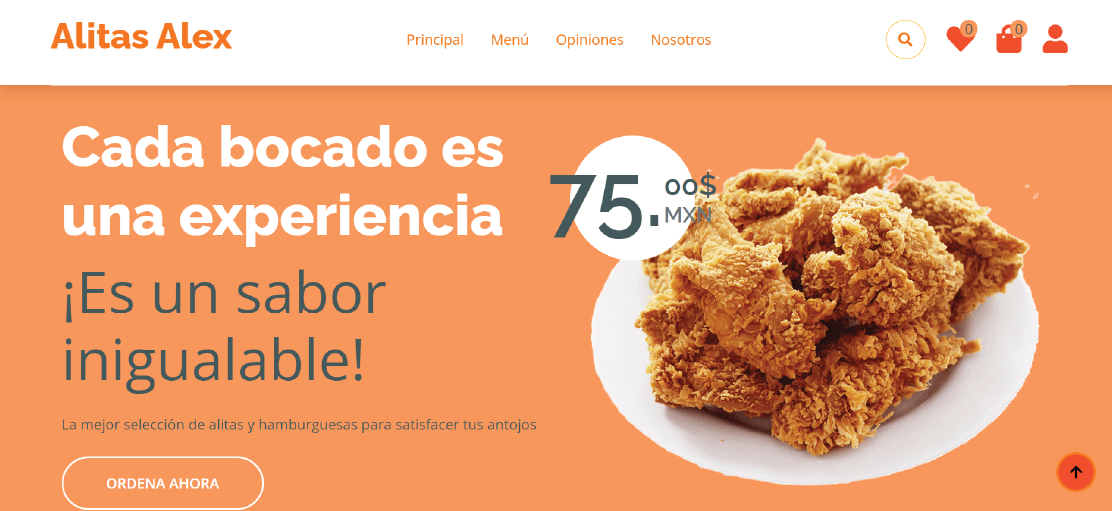 Alitas Alex
Principal Menú Opiniones Nosotros
0 0
Cada bocado es
una experiencia
¡Es un sabor
inigualable!
La mejor selección de alitas y hamburguesas para satisfacer tus antojos
ORDENA AHORA
75.00$
MXN